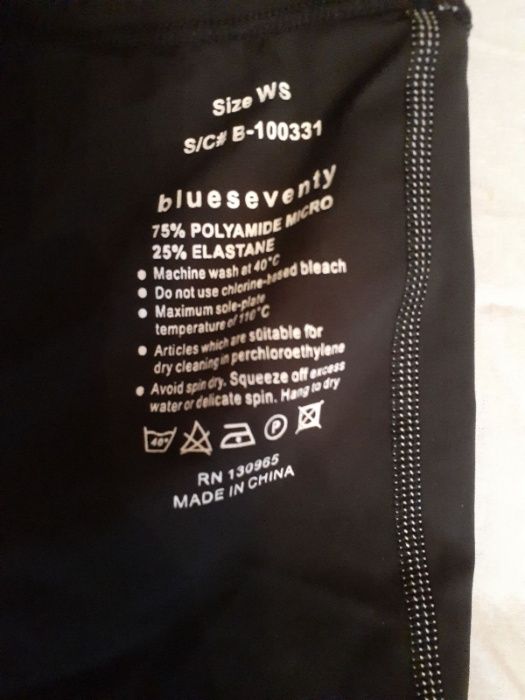 Size WS
S/C# B-100331
blueseventy
75% POLYAMIDE MICRO
25% ELASTANE
• Machine wash at 40°C
• Do not use chlorine-based bleach
• Maximum sole-plate
temperature of 110°C
• Articles which are suitable for
dry cleaning in perchloroethylene
• Avoid spin dry. Squeeze off excess
water or delicate spin. Hang to dry
40° P
RN 130965
MADE IN CHINA